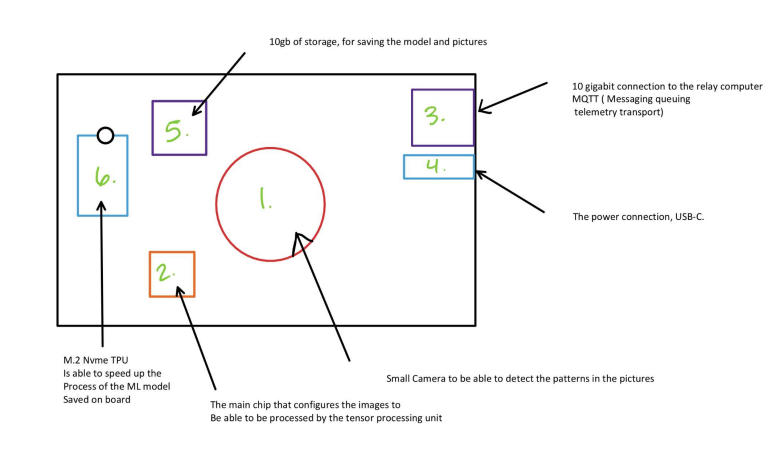 10gb of storage, for saving the model and pictures
10 gigabit connection to the relay computer
MQTT ( Messaging queuing
telemetry transport)
5.
3.
4.
6.
1.
The power connection, USB-C.
2.
M.2 Nvme TPU
Is able to speed up the
Process of the ML model
Saved on board
Small Camera to be able to detect the patterns in the pictures
The main chip that configures the images to
Be able to be processed by the tensor processing unit